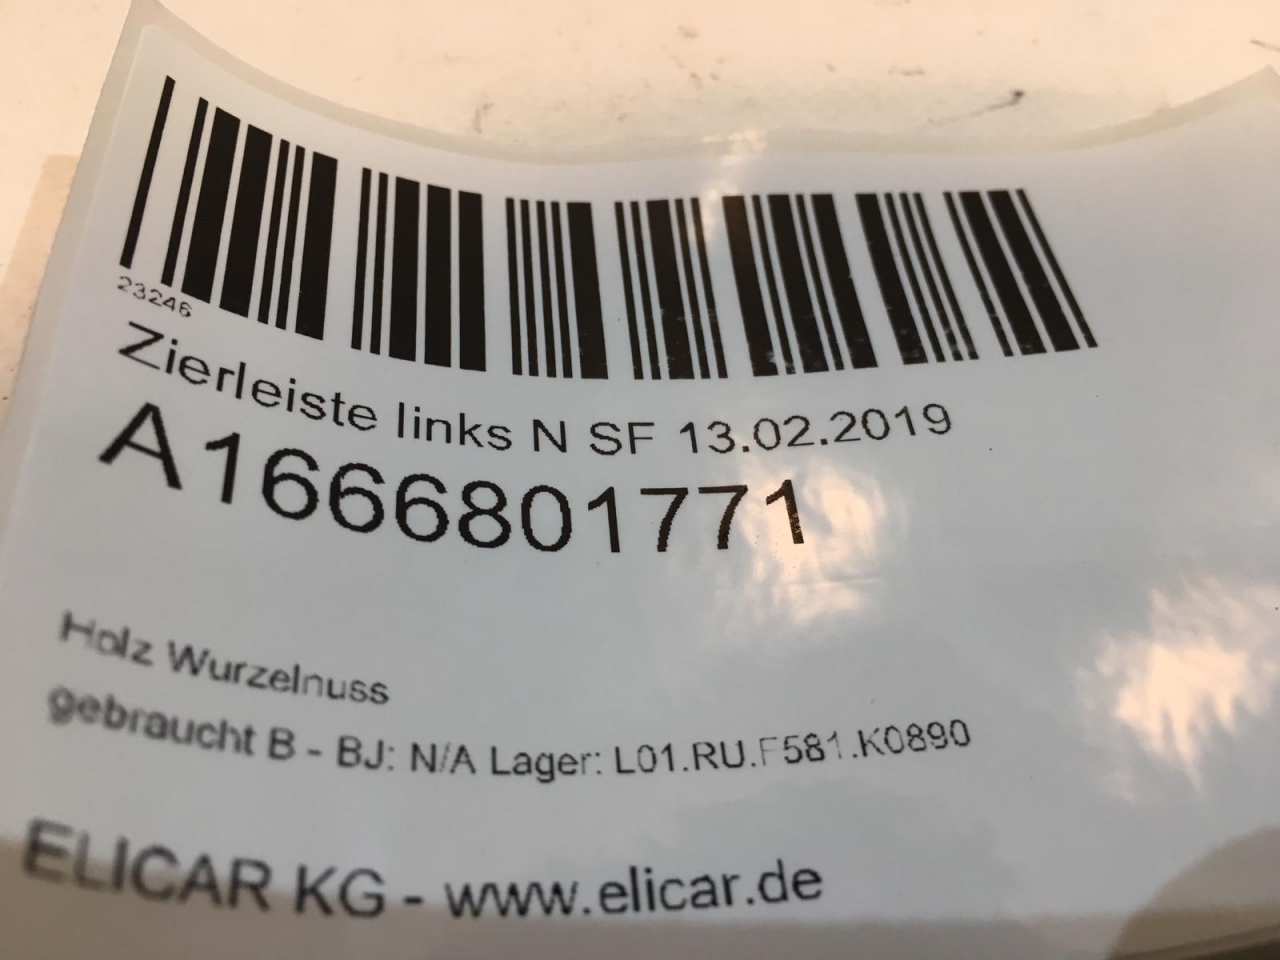 23246
Zierleiste links N SF 13.02.2019
A1666801771
Holz Wurzelnuss
gebraucht B - BJ: N/A Lager: L01.RU.F581.K0890
ELICAR KG - www.elicar.de